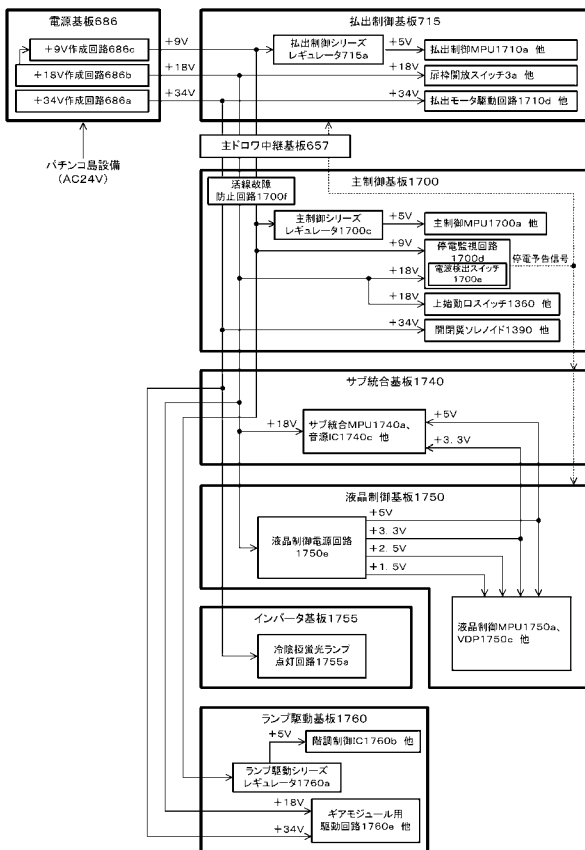 電源基板686
+9V作成回路686c
+18V作成回路686b
+34V作成回路686a
パチンコ島設備
(AC24V)
+9V
+18V
+34V
払出制御基板715
払出制御シリーズ
レギュレータ715a
+5V
払出制御MPU1710a 他
+18V
扉枠開放スイッチ3a 他
+34V
払出モータ駆動回路1710d 他
主ドロワ中継基板657
主制御基板1700
活線故障
防止回路1700f
主制御シリーズ
レギュレータ1700c
+5V
主制御MPU1700a 他
+9V
停電監視回路
1700d
+18V
電波検出スイッチ
1700e
停電予告信号
+18V
上始動口スイッチ1360 他
+34V
開閉翼ソレノイド1390 他
サブ統合基板1740
+18V
サブ統合MPU1740a、
音源IC1740c 他
+5V
+3.3V
液晶制御基板1750
液晶制御電源回路
1750e
+5V
+3.3V
+2.5V
+1.5V
液晶制御MPU1750a、
VDP1750c 他
インバータ基板1755
冷陰極蛍光ランプ
点灯回路1755a
ランプ駆動基板1760
+5V
階調制御IC1760b 他
ランプ駆動シリーズ
レギュレータ1760a
+18V
+34V
ギアモジュール用
駆動回路1760e 他